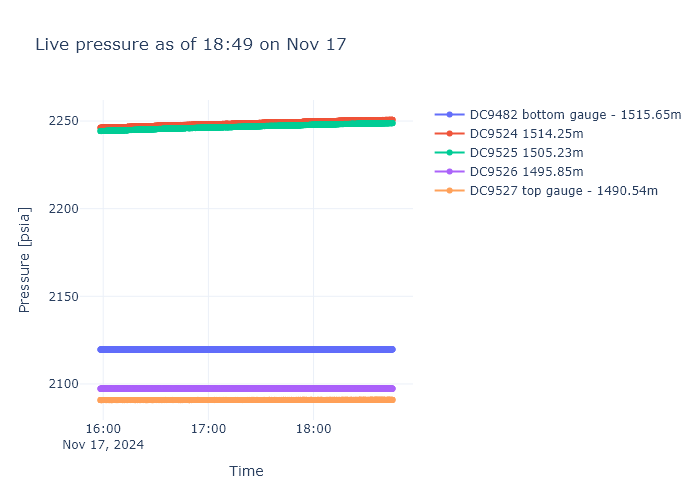 Live pressure as of 18:49 on Nov 17
Pressure [psia]
2250
2200
2150
2100
16:00
Nov 17, 2024
17:00
18:00
Time
DC9482 bottom gauge - 1515.65m
DC9524 1514.25m
DC9525 1505.23m
DC9526 1495.85m
DC9527 top gauge - 1490.54m